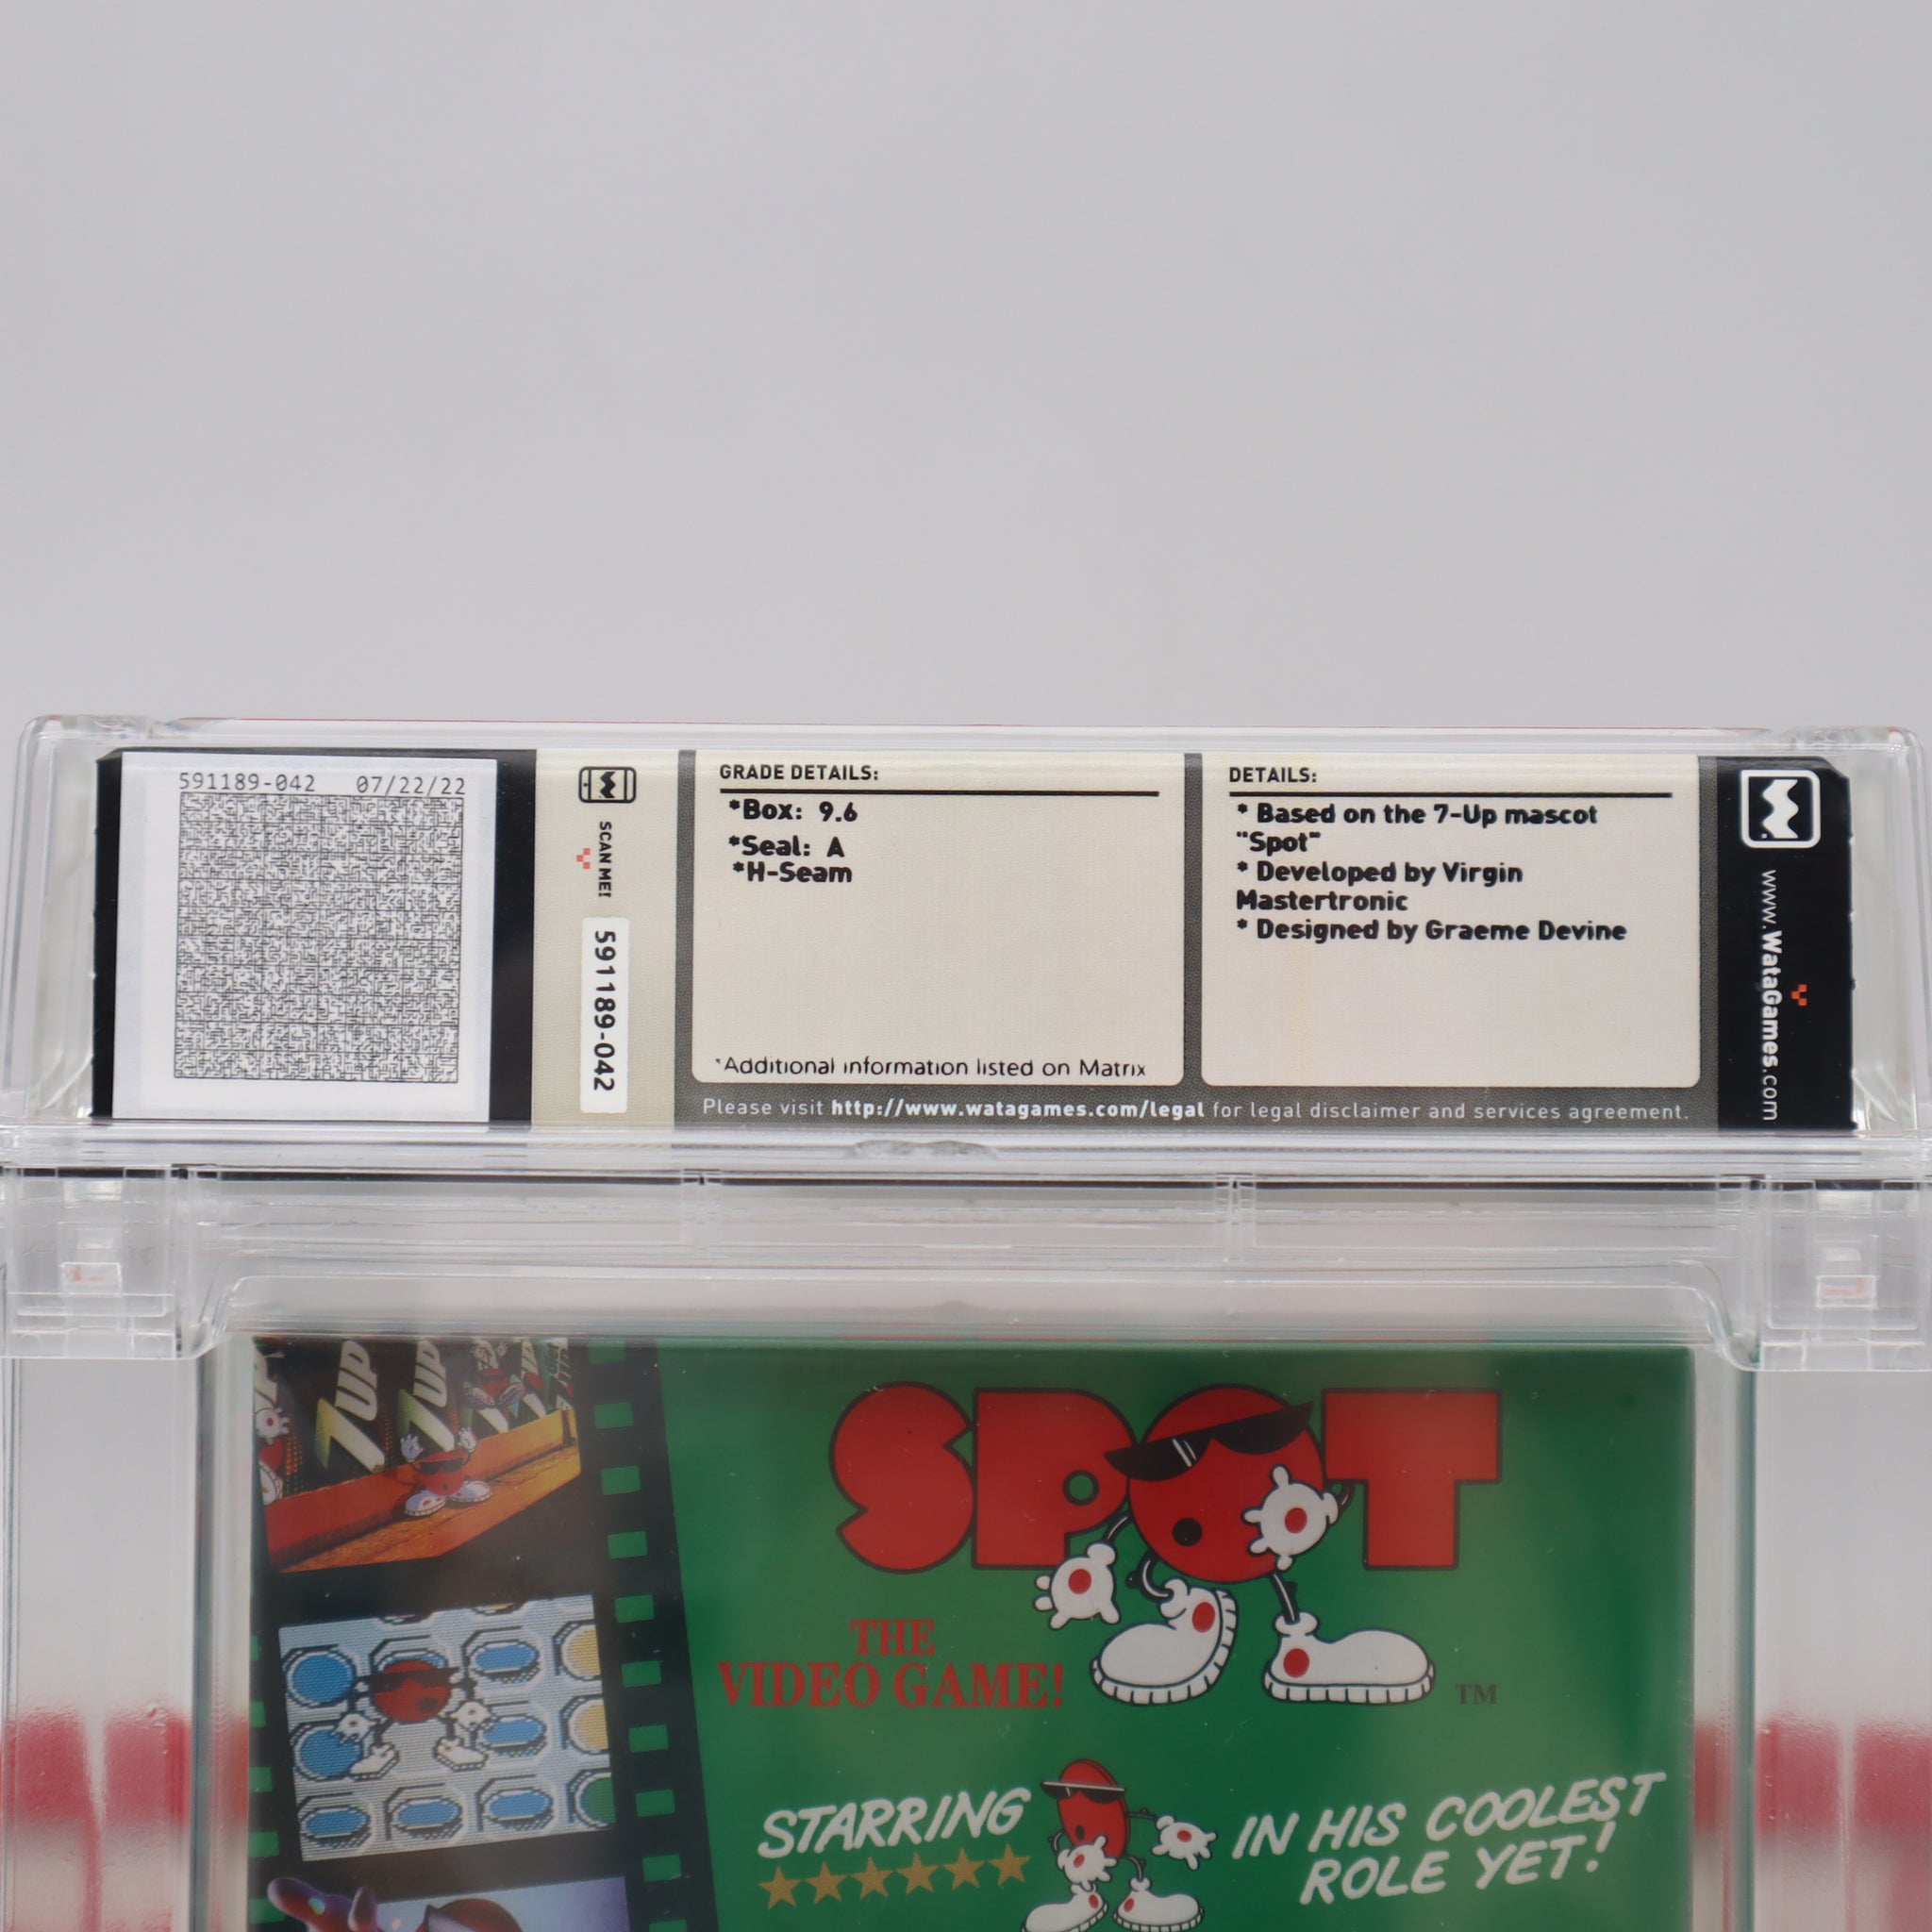 591189-042 07/22/22
SCAN ME!
591189-042
GRADE DETAILS:
*Box: 9.6
*Seal: A
*H-Seam
*Additional information listed on Matrix
DETAILS:
* Based on the 7-Up mascot
"Spot"
* Developed by Virgin
Mastertronic
* Designed by Graeme Devine
Please visit http://www.watagames.com/legal for legal disclaimer and services agreement.
www.WataGames.com
7UP
7UP
SPOT
THE
VIDEO GAME!
TM
STARRING
IN HIS COOLEST
ROLE YET!